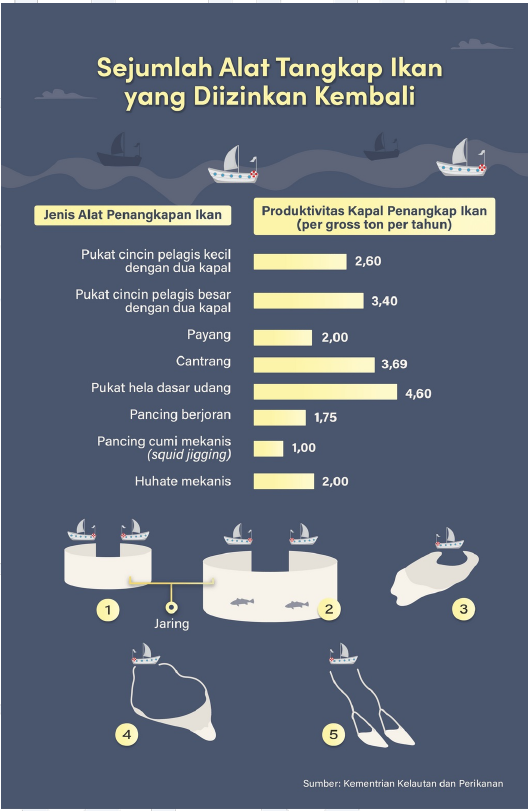 Sejumlah Alat Tangkap Ikan
yang Diizinkan Kembali
Jenis Alat Penangkapan Ikan
Produktivitas Kapal Penangkap Ikan
(per gross ton per tahun)
Pukat cincin pelagis kecil
dengan dua kapal
2,60
Pukat cincin pelagis besar
dengan dua kapal
3,40
Payang
2,00
Cantrang
3,69
Pukat hela dasar udang
4,60
Pancing berjoran
1,75
Pancing cumi mekanis
(squid jigging)
1,00
Huhate mekanis
2,00
1
2
3
Jaring
4
5
Sumber: Kementrian Kelautan dan Perikanan